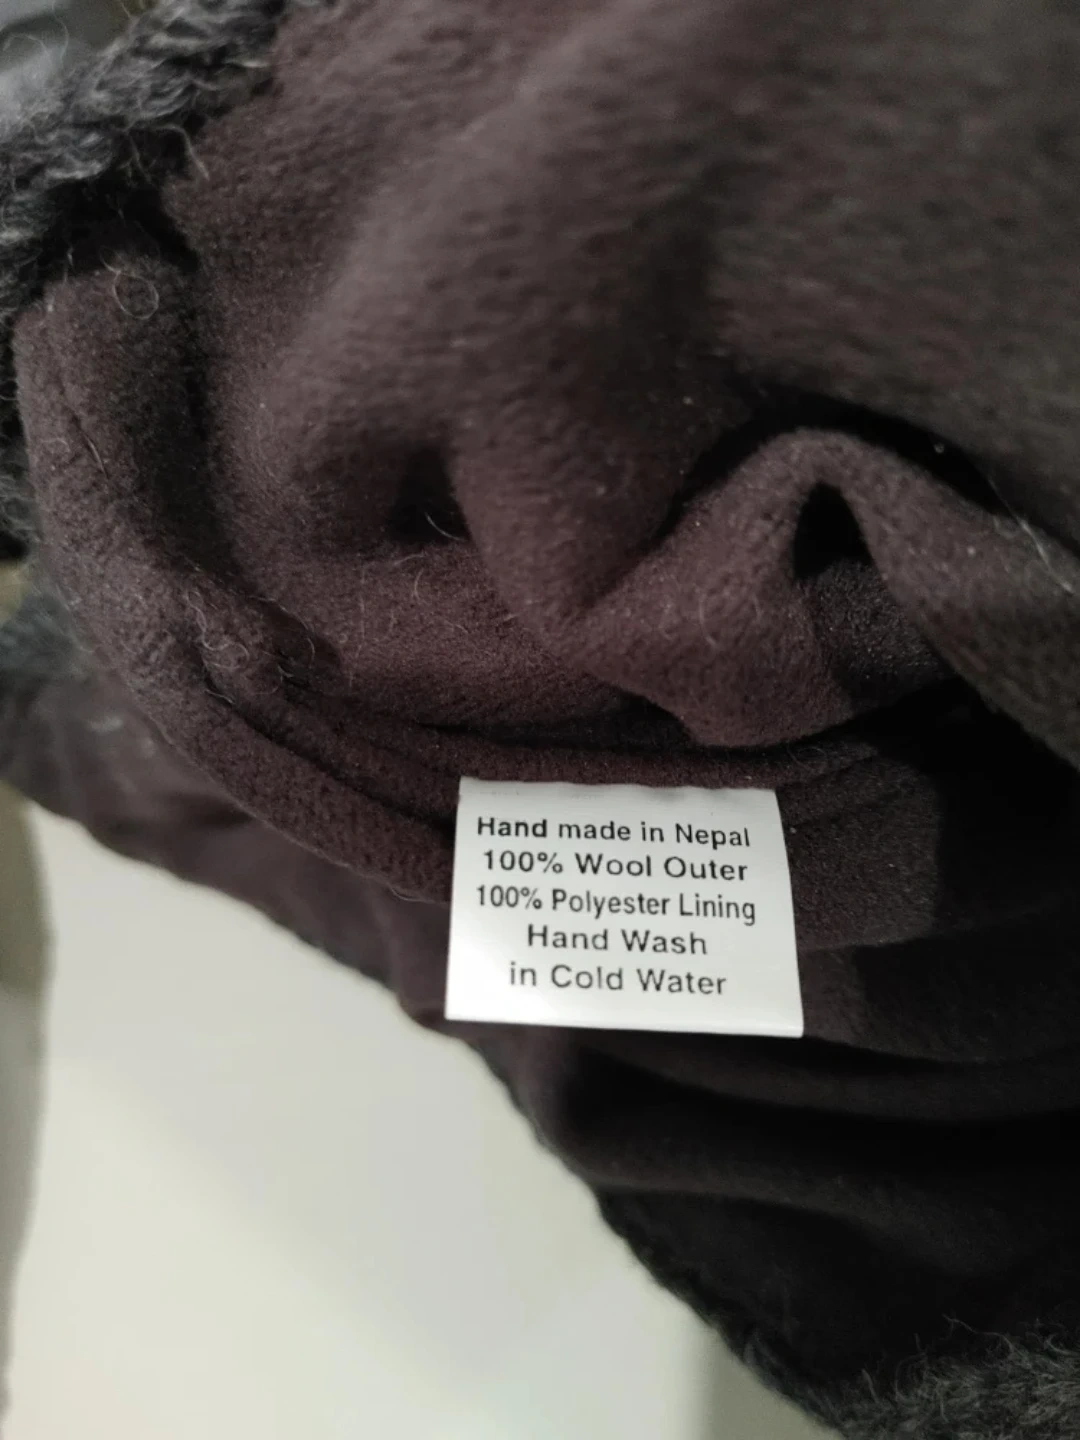 Hand made in Nepal
100% Wool Outer
100% Polyester Lining
Hand Wash
in Cold Water